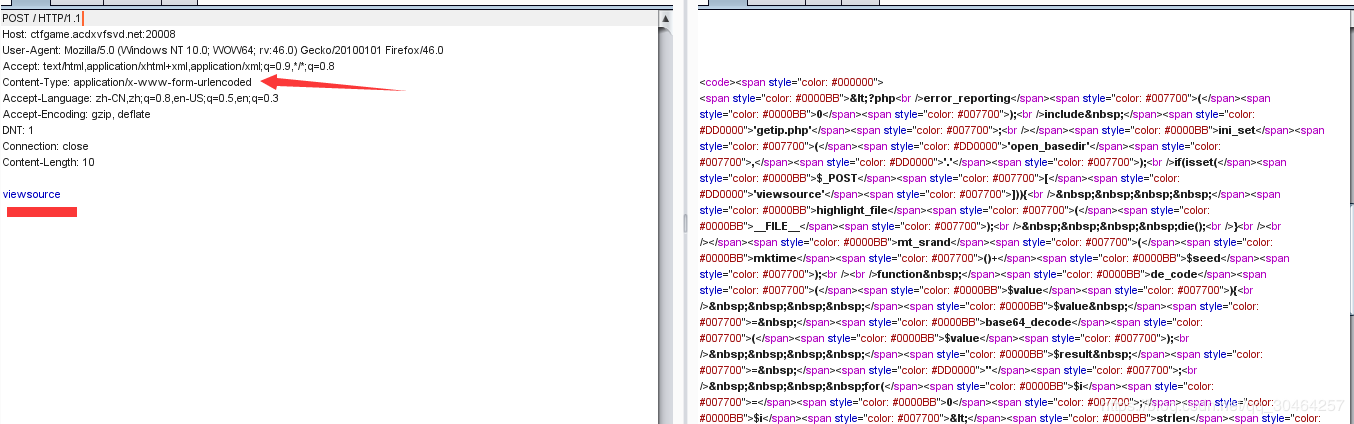 POST / HTTP/1.1
Host: ctfgame.acdxvfsvd.net:20008
User-Agent: Mozilla/5.0 (Windows NT 10.0; WOW64; rv:46.0) Gecko/20100101 Firefox/46.0
Accept: text/html,application/xhtml+xml,application/xml;q=0.9,*/*;q=0.8
Content-Type: application/x-www-form-urlencoded
Accept-Language: zh-CN,zh;q=0.8,en-US;q=0.5,en;q=0.3
Accept-Encoding: gzip, deflate
DNT: 1
Connection: close
Content-Length: 10
viewsource
<code><span style="color: #000000">
<span style="color: #0000BB">&lt;?php<br />error_reporting</span><span style="color: #007700">(</span><span
style="color: #0000BB">0</span><span style="color: #007700">);<br />include&nbsp;</span><span style="color:
#DD0000">'getip.php'</span><span style="color: #007700">;<br /></span><span style="color: #0000BB">ini_set</span><span
style="color: #007700">(</span><span style="color: #DD0000">'open_basedir'</span><span style="color:
#007700">,</span><span style="color: #DD0000">'.'</span><span style="color: #007700">);<br />if(isset(</span><span
style="color: #0000BB">$_POST</span><span style="color: #007700">[</span><span style="color:
#DD0000">'viewsource'</span><span style="color: #007700">])){<br />&nbsp;&nbsp;&nbsp;&nbsp;</span><span
style="color: #0000BB">highlight_file</span><span style="color: #007700">(</span><span style="color:
#0000BB">__FILE__</span><span style="color: #007700">);<br />&nbsp;&nbsp;&nbsp;&nbsp;die();<br />}<br /><br
/></span><span style="color: #0000BB">mt_srand</span><span style="color: #007700">(</span><span style="color:
#0000BB">mktime</span><span style="color: #007700">()+</span><span style="color: #0000BB">$seed</span><span
style="color: #007700">);<br /><br />function&nbsp;</span><span style="color: #0000BB">de_code</span><span
style="color: #007700">(</span><span style="color: #0000BB">$value</span><span style="color: #007700">){<br
/>&nbsp;&nbsp;&nbsp;&nbsp;</span><span style="color: #0000BB">$value&nbsp;</span><span style="color:
#007700">=&nbsp;</span><span style="color: #0000BB">base64_decode</span><span style="color:
#007700">(</span><span style="color: #0000BB">$value</span><span style="color: #007700">);<br
/>&nbsp;&nbsp;&nbsp;&nbsp;</span><span style="color: #0000BB">$result&nbsp;</span><span style="color:
#007700">=&nbsp;</span><span style="color: #DD0000">''</span><span style="color: #007700">;<br
/>&nbsp;&nbsp;&nbsp;&nbsp;for(</span><span style="color: #0000BB">$i</span><span style="color:
#007700">=</span><span style="color: #0000BB">0</span><span style="color: #007700">;</span><span style="color:
#0000BB">$i</span><span style="color: #007700">&lt;</span><span style="color: #0000BB">strlen</span><span style="color: